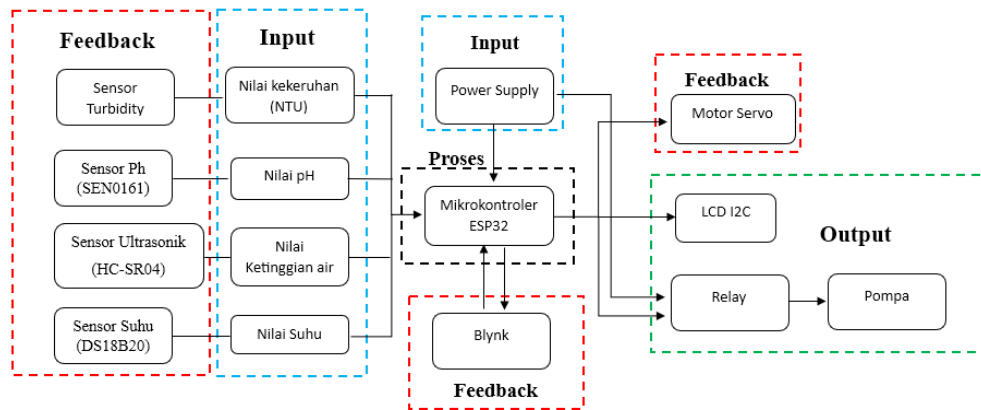 Feedback
Sensor
Turbidity
Sensor Ph
(SEN0161)
Sensor Ultrasonik
(HC-SR04)
Sensor Suhu
(DS18B20)
Input
Nilai kekeruhan
(NTU)
Nilai pH
Nilai
Ketinggian air
Nilai Suhu
Input
Power Supply
Proses
Mikrokontroler
ESP32
Blynk
Feedback
Feedback
Motor Servo
LCD I2C
Output
Relay
Pompa